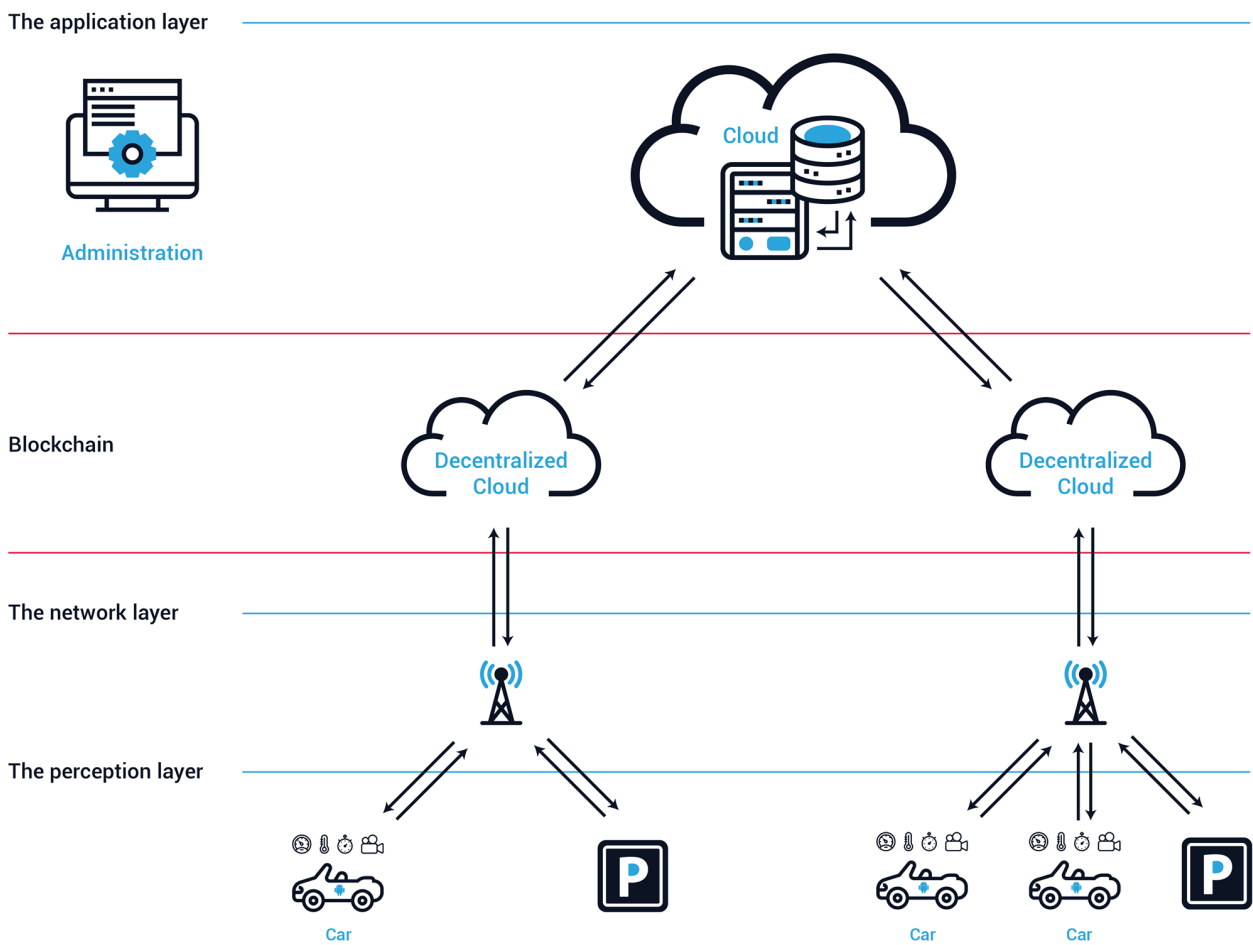 The application layer
Cloud
Administration
Blockchain
Decentralized
Cloud
Decentralized
Cloud
The network layer
The perception layer
P
P
Car
Car
Car